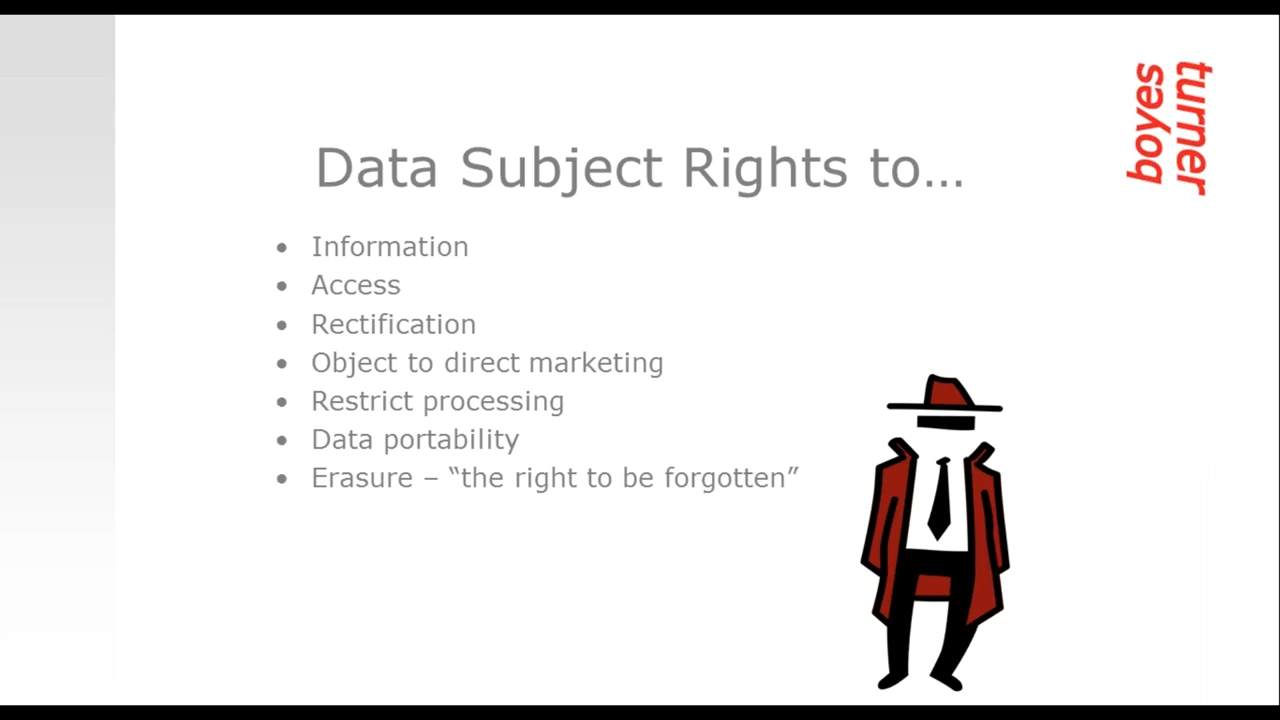 boyes
turner
Data Subject Rights to…
• Information
• Access
• Rectification
• Object to direct marketing
• Restrict processing
• Data portability
• Erasure – “the right to be forgotten”